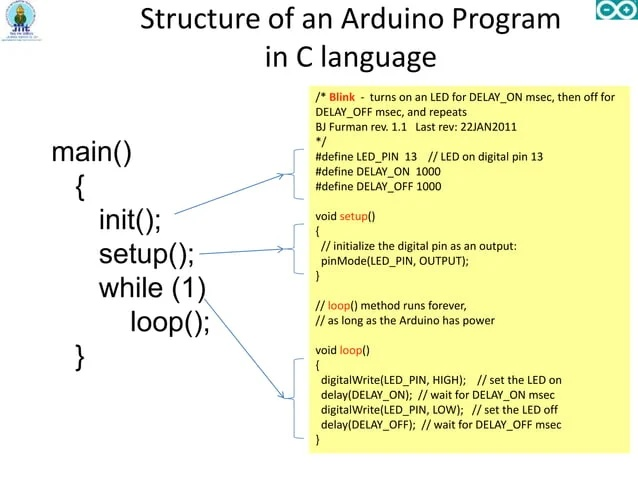 Structure of an Arduino Program
in C language
main()
{
init();
setup();
while (1)
loop();
}
/* Blink - turns on an LED for DELAY_ON msec, then off for
DELAY_OFF msec, and repeats
BJ Furman rev. 1.1 Last rev: 22JAN2011
*/
#define LED_PIN 13 // LED on digital pin 13
#define DELAY_ON 1000
#define DELAY_OFF 1000
void setup()
{
// initialize the digital pin as an output:
pinMode(LED_PIN, OUTPUT);
}
// loop() method runs forever,
// as long as the Arduino has power
void loop()
{
digitalWrite(LED_PIN, HIGH); // set the LED on
delay(DELAY_ON); // wait for DELAY_ON msec
digitalWrite(LED_PIN, LOW); // set the LED off
delay(DELAY_OFF); // wait for DELAY_OFF msec
}